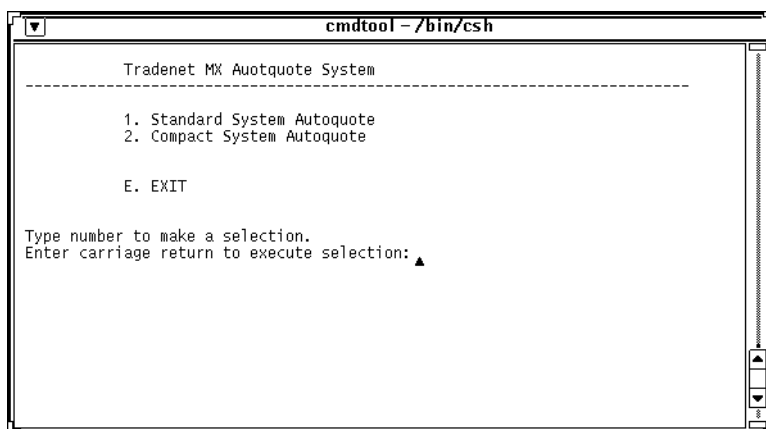 cmdtool – /bin/csh
Tradenet MX Auotquote System
--------------------------------------------------------------------------
1. Standard System Autoquote
2. Compact System Autoquote
E. EXIT
Type number to make a selection.
Enter carriage return to execute selection: